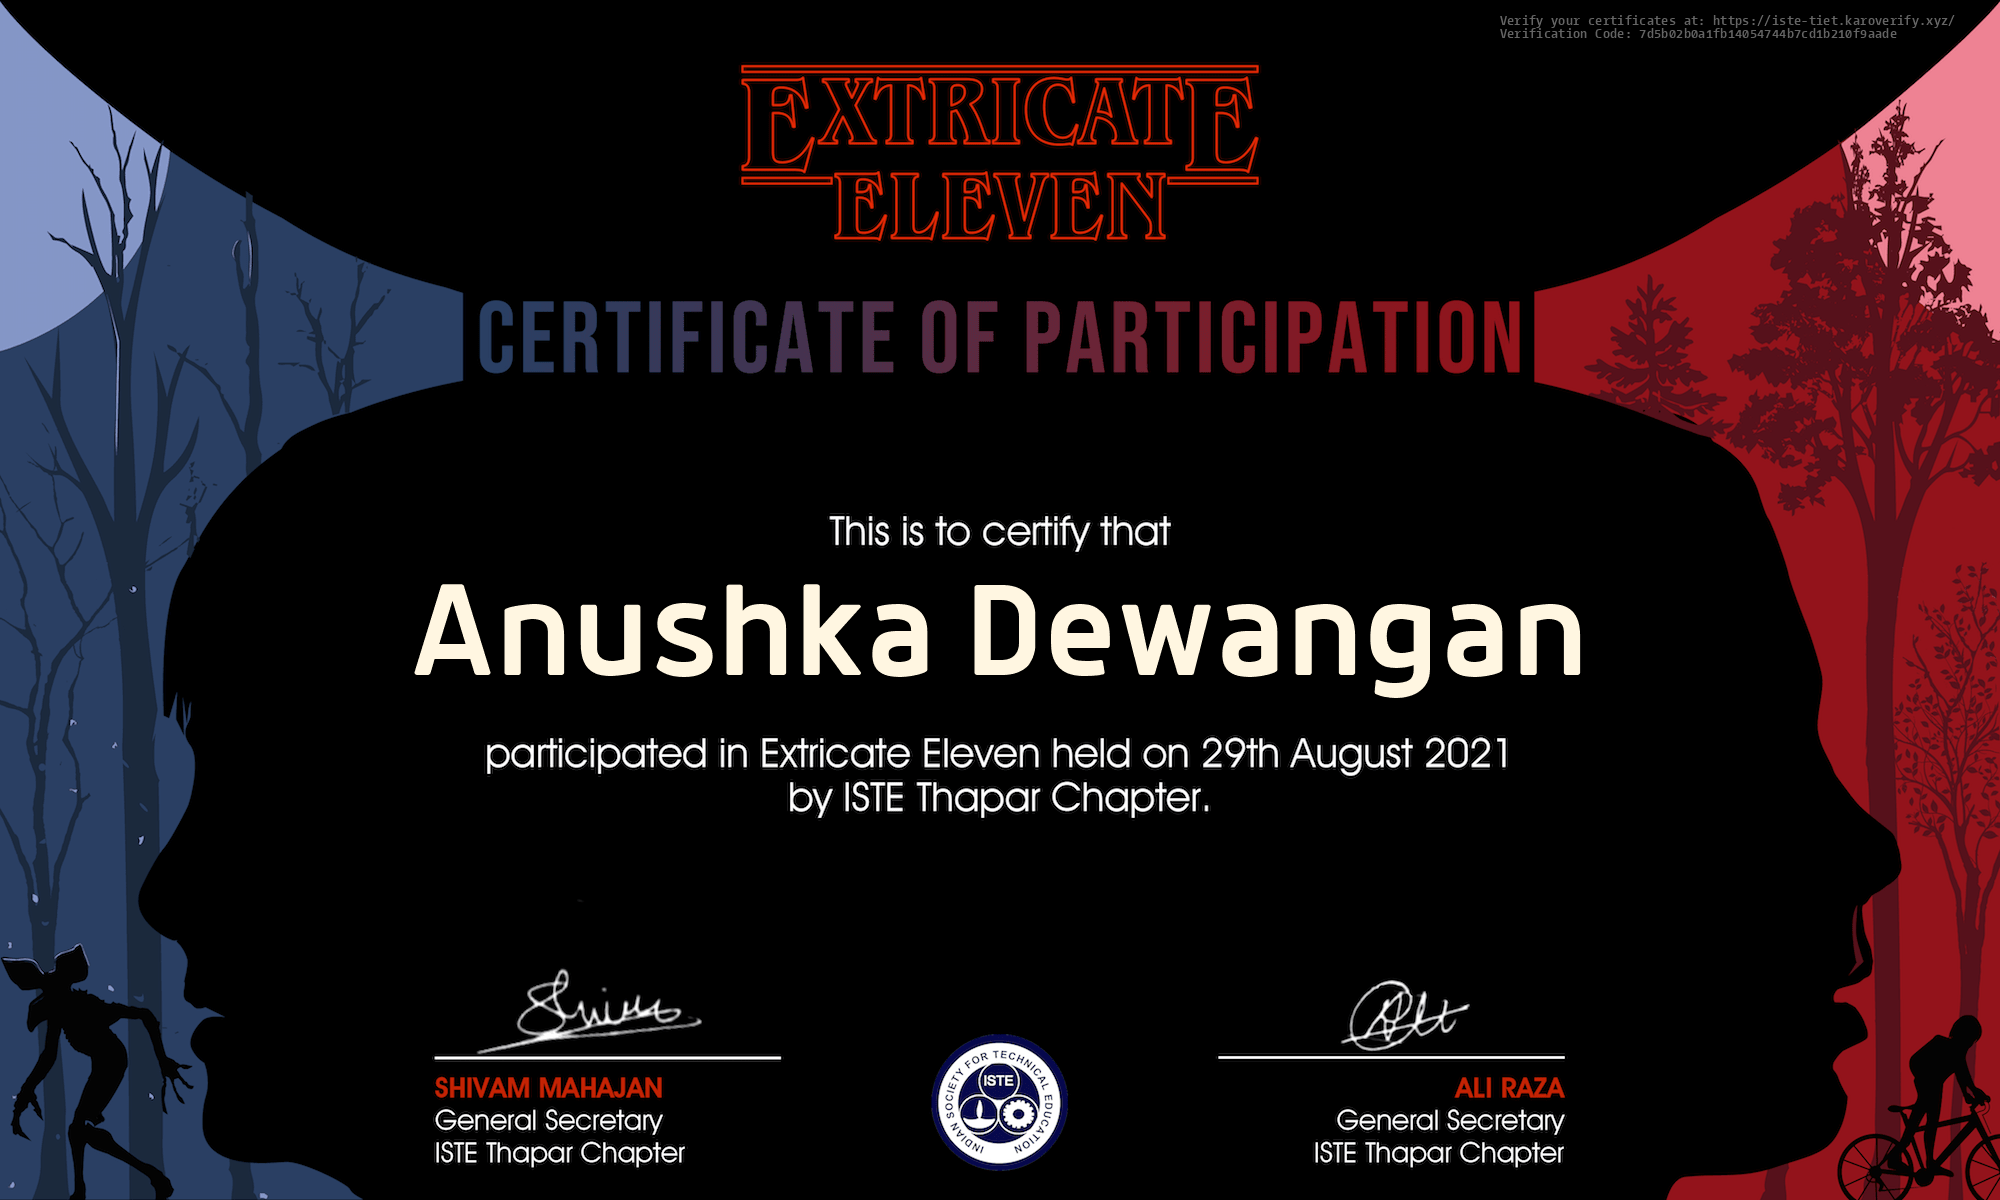 Verify your certificates at: https://iste-tiet.karoverify.xyz/
Verification Code: 7d5b02b0a1fb14054744b7cd1b210f9aade
EXTRICATE
ELEVEN
CERTIFICATE OF PARTICIPATION
This is to certify that
Anushka Dewangan
participated in Extricate Eleven held on 29th August 2021
by ISTE Thapar Chapter.
SHIVAM MAHAJAN
General Secretary
ISTE Thapar Chapter
INDIAN SOCIETY FOR TECHNICAL EDUCATION
ISTE
ALI RAZA
General Secretary
ISTE Thapar Chapter